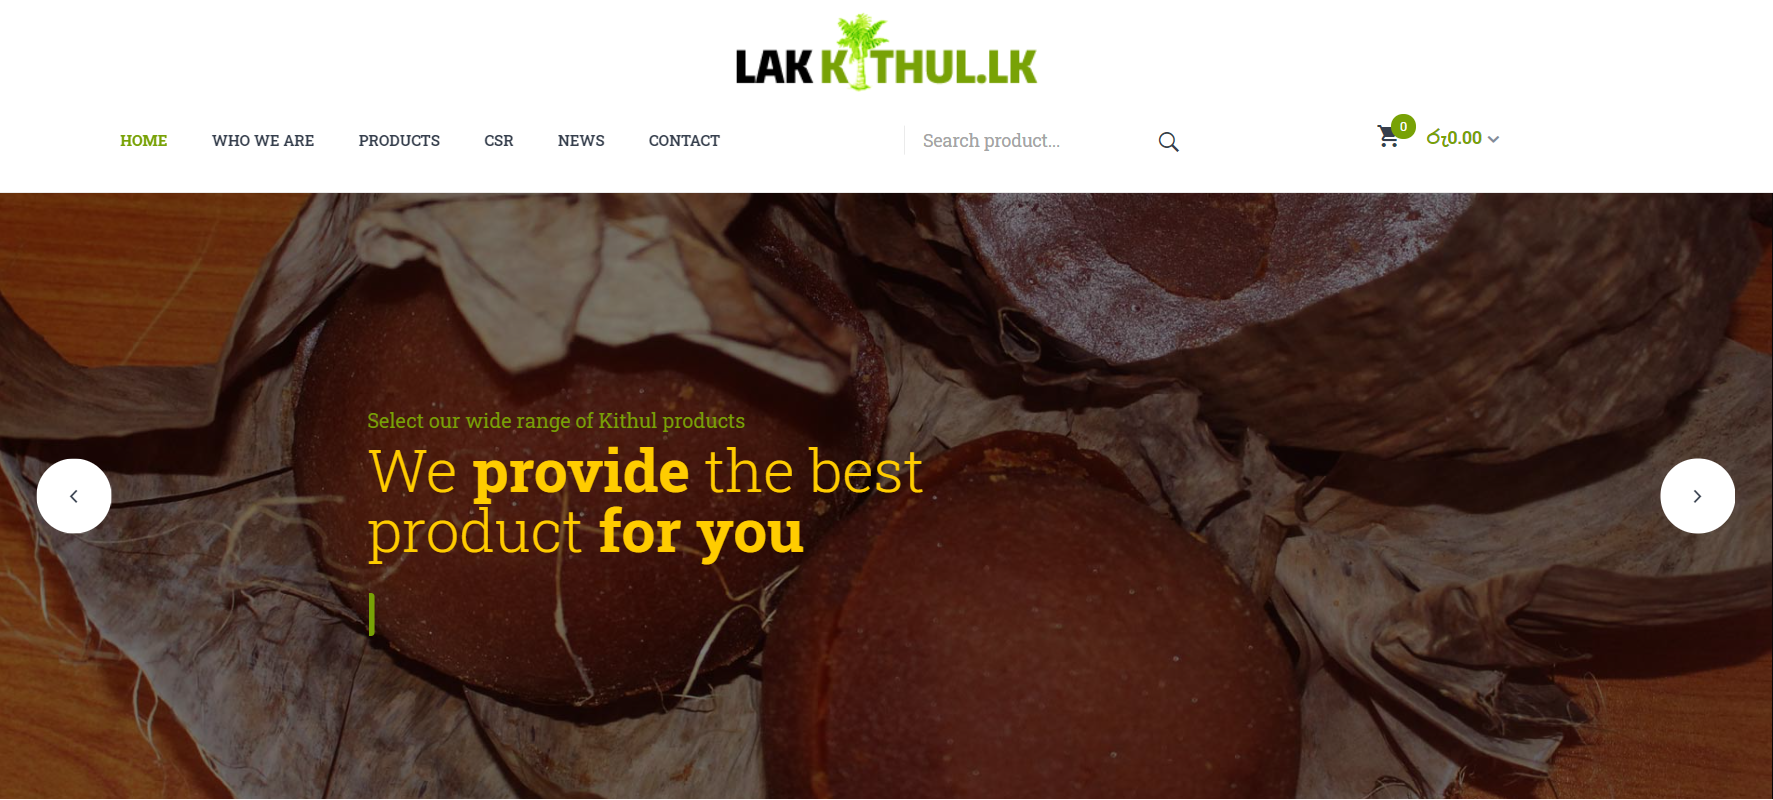 LAK KITHUL.LK
HOME WHO WE ARE PRODUCTS CSR NEWS CONTACT Search product... 0 රු0.00
Select our wide range of Kithul products
We provide the best
product for you